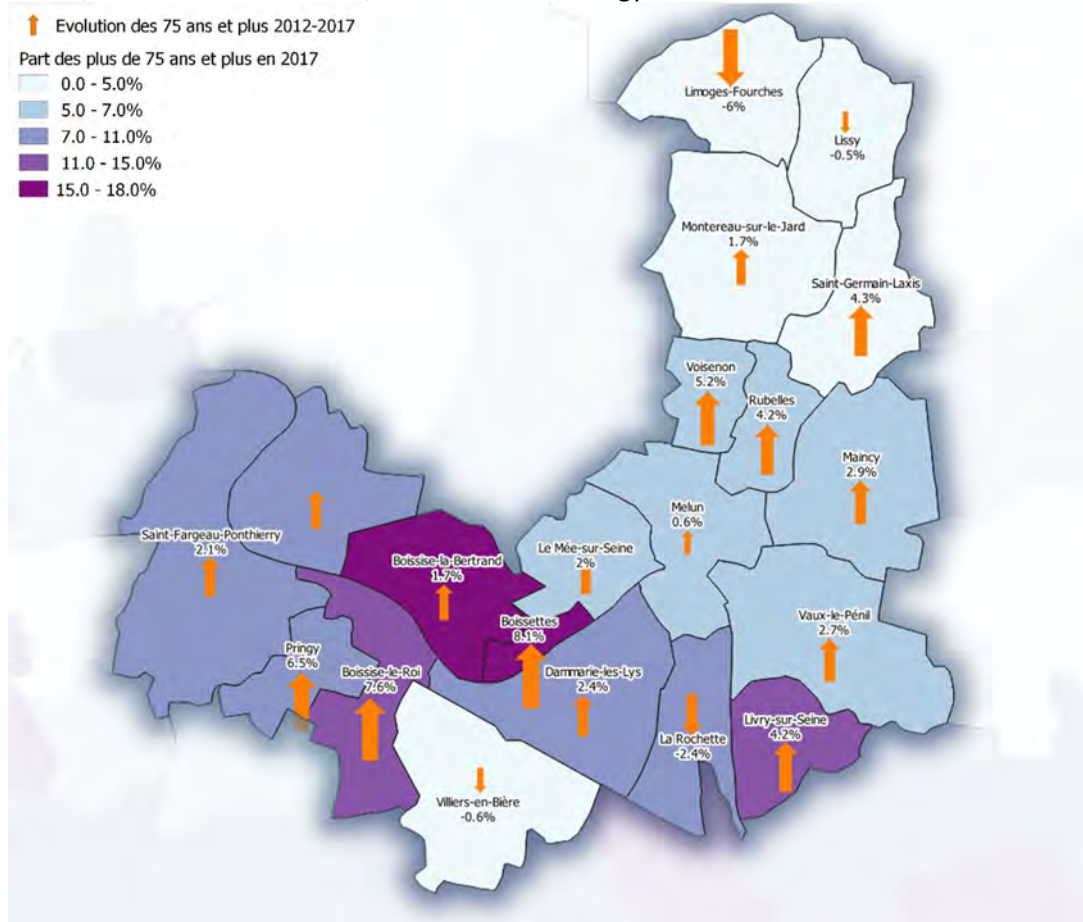 Evolution des 75 ans et plus 2012-2017
Part des plus de 75 ans et plus en 2017
0.0 - 5.0%
5.0 - 7.0%
7.0 - 11.0%
11.0 - 15.0%
15.0 - 18.0%
Limoges-Fourches
-6%
Lissy
-0.5%
Montereau-sur-le-Jard
1.7%
Saint-Germain-Laxis
4.3%
Voisenon
5.2%
Rubelles
4.2%
Maincy
2.9%
Melun
0.6%
Saint-Fargeau-Ponthierry
2.1%
Boissise-la-Bertrand
1.7%
Le Mée-sur-Seine
2%
Boissettes
8.1%
Vaux-le-Pénil
2.7%
Pringy
6.5%
Boissise-le-Roi
7.6%
Dammarie-les-Lys
2.4%
La Rochette
-2.4%
Livry-sur-Seine
4.2%
Villiers-en-Bière
-0.6%